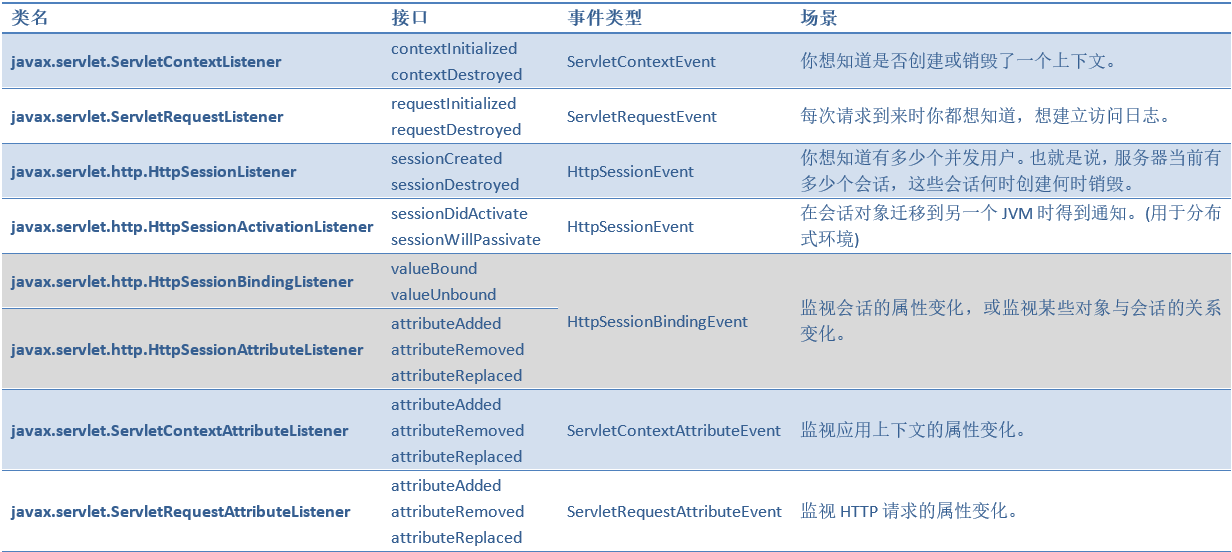 类名 接口 事件类型 场景
javax.servlet.ServletContextListener
contextInitialized
contextDestroyed
ServletContextEvent
你想知道是否创建或销毁了一个上下文。
javax.servlet.ServletRequestListener
requestInitialized
requestDestroyed
ServletRequestEvent
每次请求到来时你都想知道，想建立访问日志。
javax.servlet.http.HttpSessionListener
sessionCreated
sessionDestroyed
HttpSessionEvent
你想知道有多少个并发用户。也就是说，服务器当前有
多少个会话，这些会话何时创建何时销毁。
javax.servlet.http.HttpSessionActivationListener
sessionDidActivate
sessionWillPassivate
HttpSessionEvent
在会话对象迁移到另一个 JVM 时得到通知。(用于分布
式环境)
javax.servlet.http.HttpSessionBindingListener
valueBound
valueUnbound
javax.servlet.http.HttpSessionAttributeListener
attributeAdded
attributeRemoved
attributeReplaced
HttpSessionBindingEvent
监视会话的属性变化，或监视某些对象与会话的关系
变化。
javax.servlet.ServletContextAttributeListener
attributeAdded
attributeRemoved
attributeReplaced
ServletContextAttributeEvent
监视应用上下文的属性变化。
javax.servlet.ServletRequestAttributeListener
attributeAdded
attributeRemoved
attributeReplaced
ServletRequestAttributeEvent
监视 HTTP 请求的属性变化。